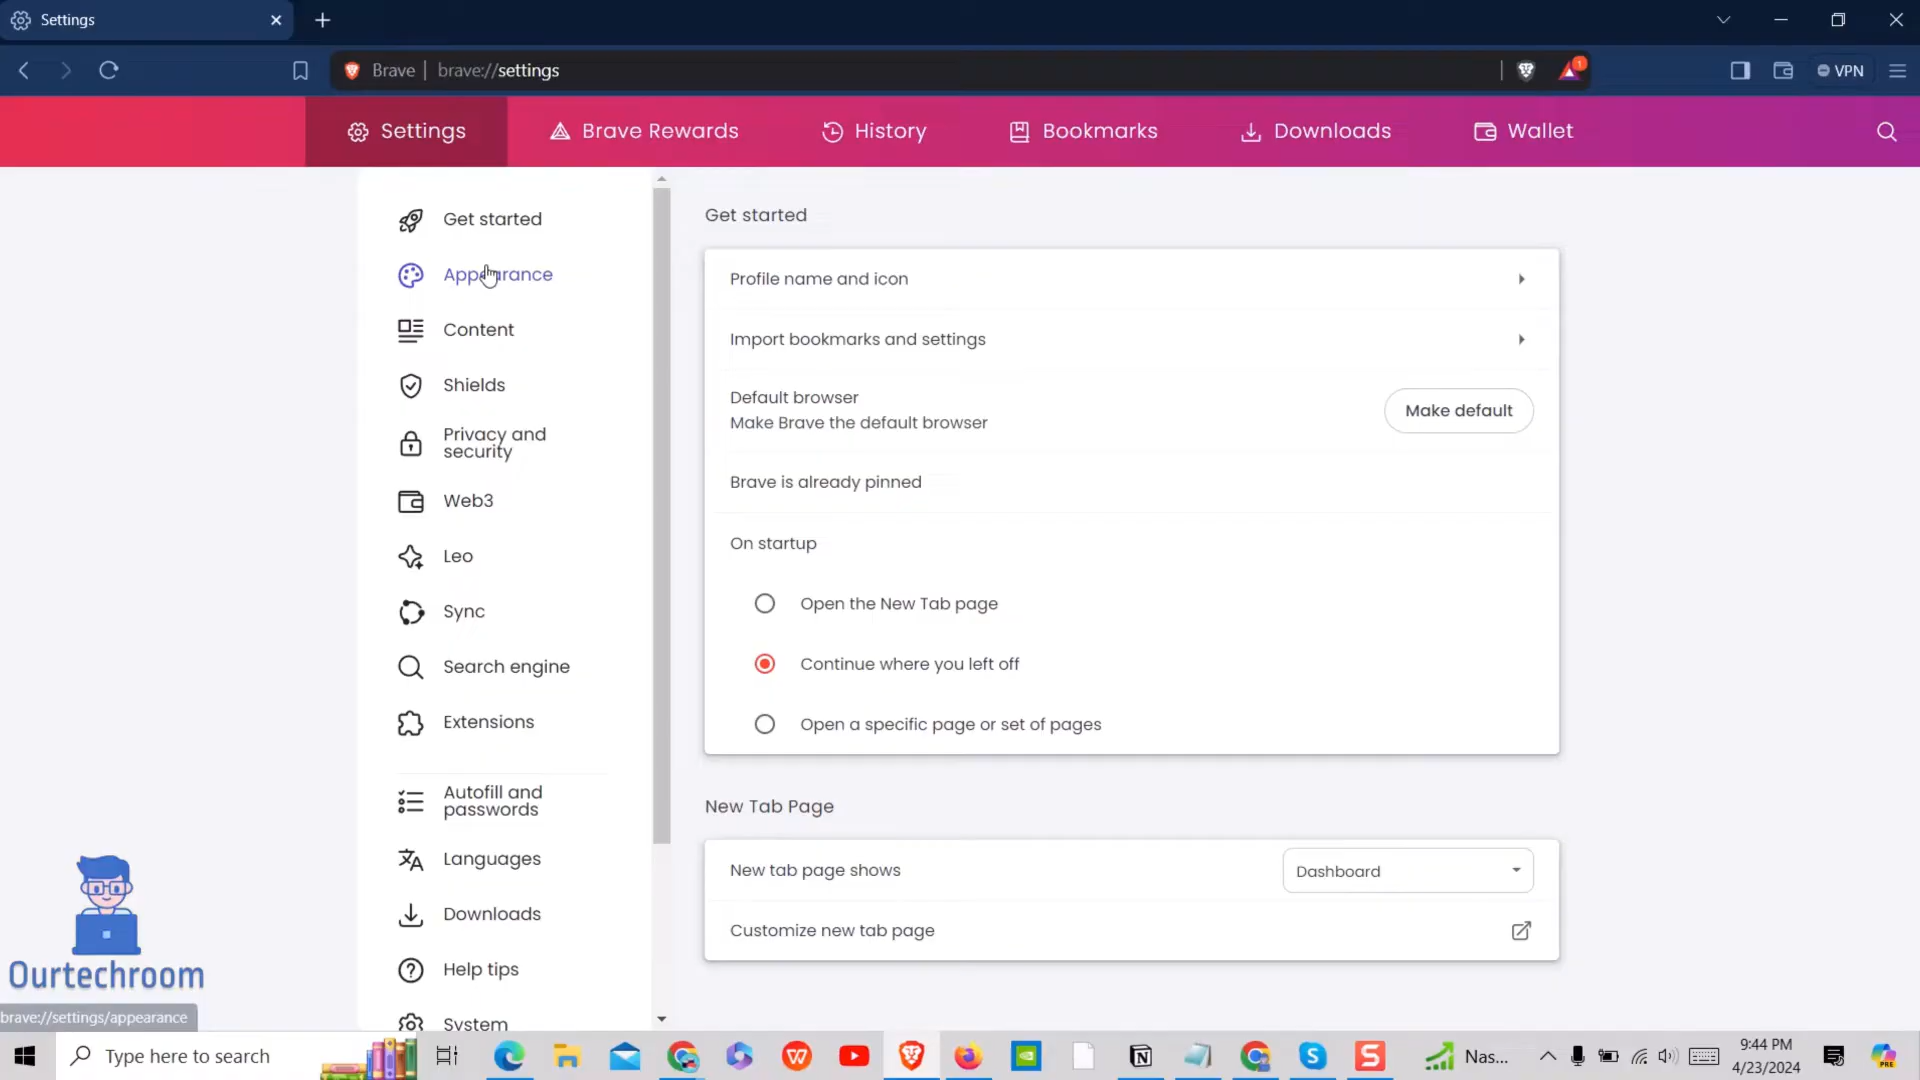 Settings
Brave | brave://settings
1
VPN
Settings
Brave Rewards
History
Bookmarks
Downloads
Wallet
Get started
Appearance
Content
Shields
Privacy and
security
Web3
Leo
Sync
Search engine
Extensions
Autofill and
passwords
Languages
Downloads
Help tips
System
Get started
Profile name and icon
Import bookmarks and settings
Default browser
Make Brave the default browser
Make default
Brave is already pinned
On startup
Open the New Tab page
Continue where you left off
Open a specific page or set of pages
New Tab Page
New tab page shows
Dashboard
Customize new tab page
Ourtechroom
brave://settings/appearance
Type here to search
Nas...
9:44 PM
4/23/2024
PRE